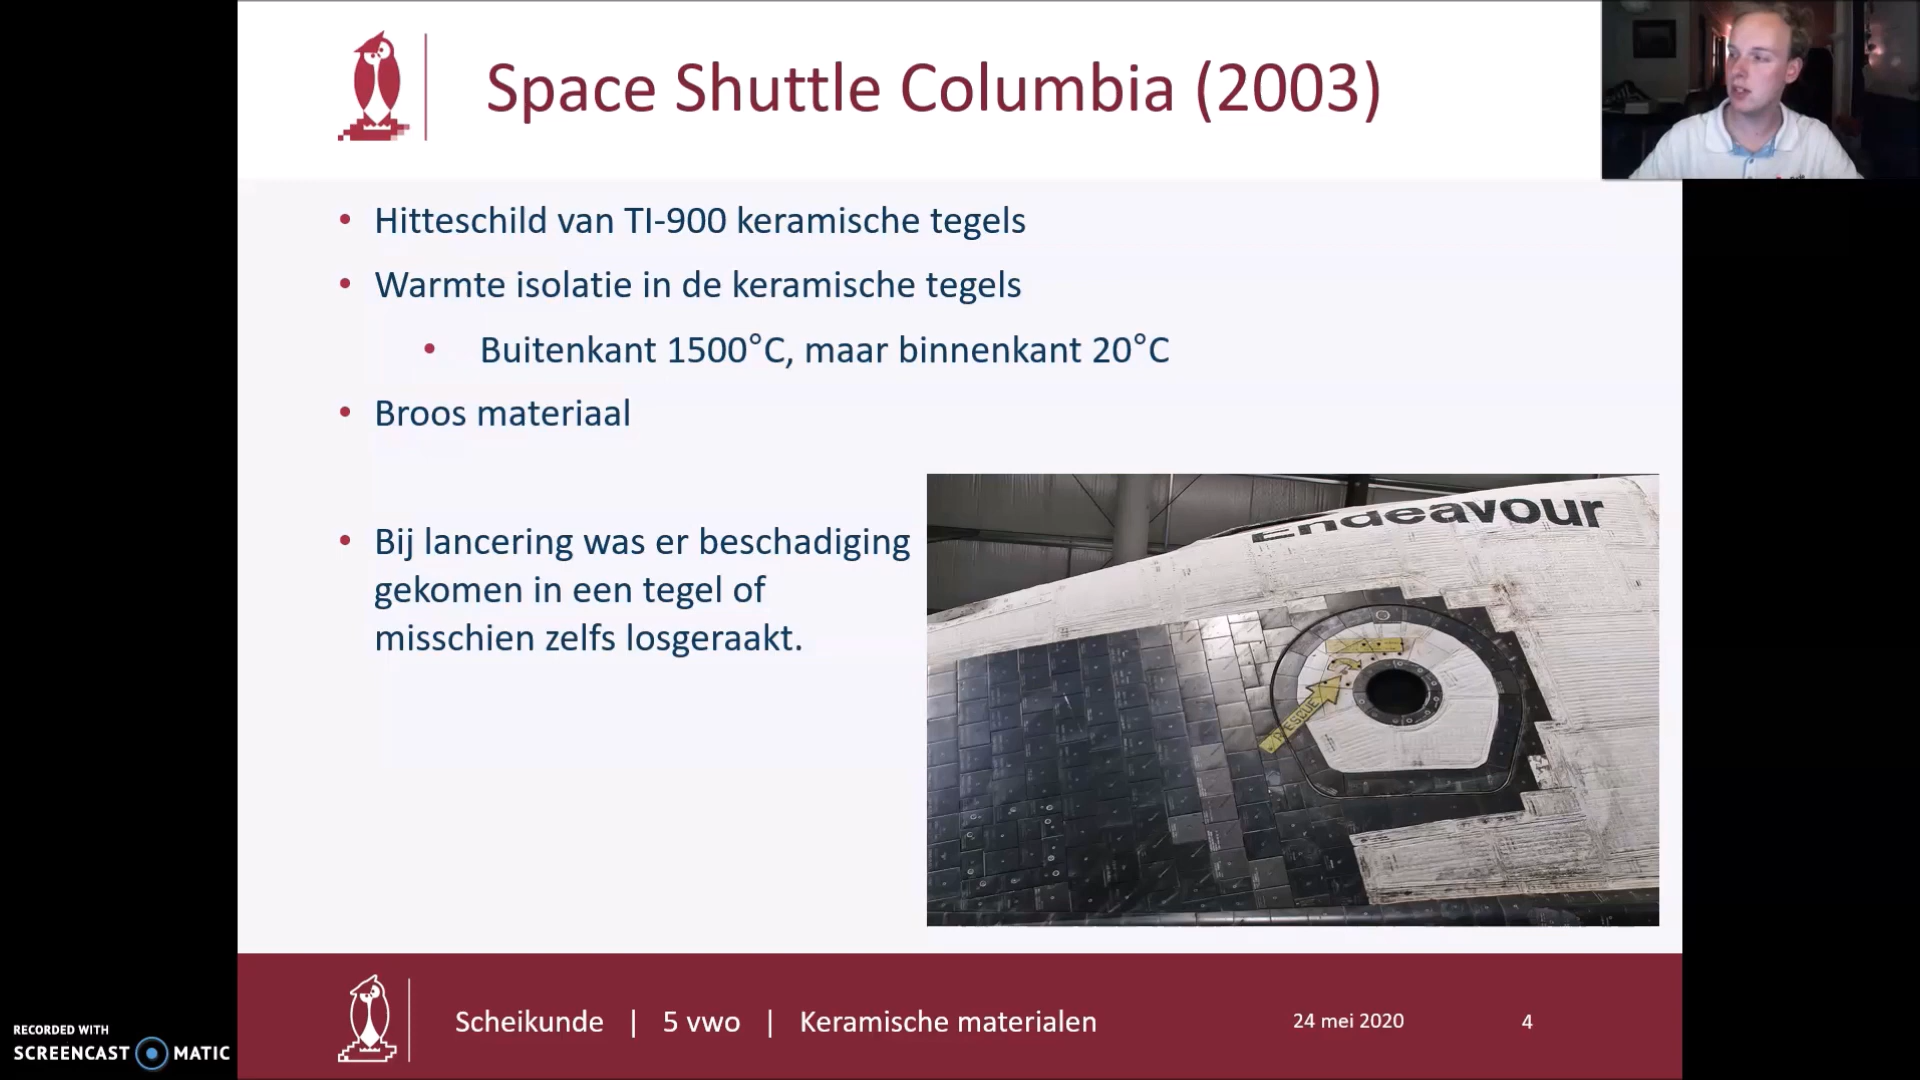 Space Shuttle Columbia (2003)
• Hitteschild van TI-900 keramische tegels
• Warmte isolatie in de keramische tegels
• Buitenkant 1500°C, maar binnenkant 20°C
• Broos materiaal
• Bij lancering was er beschadiging
gekomen in een tegel of
misschien zelfs losgeraakt.
Endeavour
RESCUE
Scheikunde | 5 vwo | Keramische materialen
24 mei 2020
4
RECORDED WITH
SCREENCAST MATIC